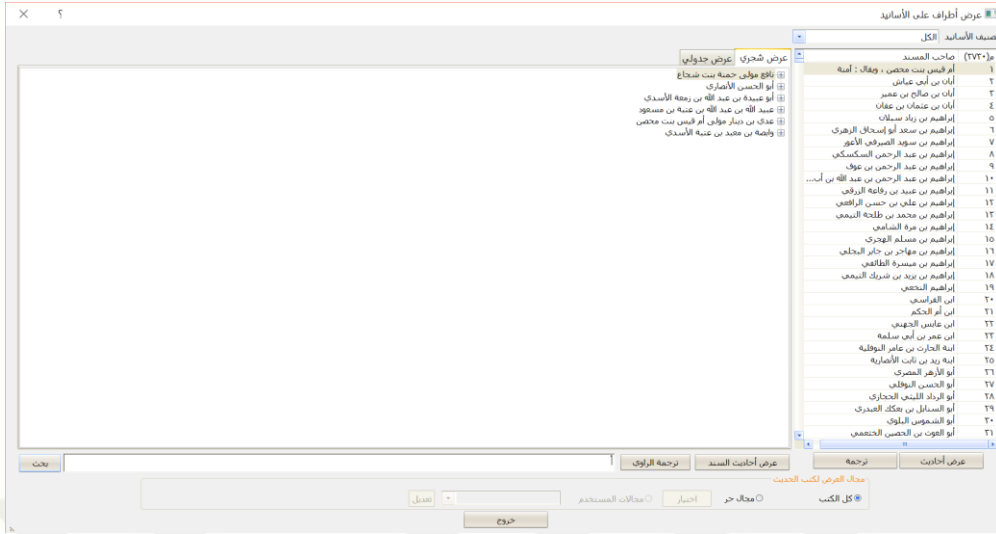 عرض أطراف على الأسانيد
؟
صنيف الأسانيد الكل
م(٢٧٣٠) صاحب المسند
١ أم قيس بنت محصن ، ويقال : آمنة
٢ أبان بن أبي عياش
٣ أبان بن صالح بن عمير
٤ أبان بن عثمان بن عفان
٥ إبراهيم بن زياد سبلان
٦ إبراهيم بن سعد أبو إسحاق الزهري
٧ إبراهيم بن سويد الصيرفي الأعور
٨ إبراهيم بن عبد الرحمن السكسكي
٩ إبراهيم بن عبد الرحمن بن عوف
١٠ إبراهيم بن عبد الرحمن بن عبد الله بن أب...
١١ إبراهيم بن عبيد بن رفاعة الزرقي
١٢ إبراهيم بن علي بن حسن الرافعي
١٣ إبراهيم بن محمد بن طلحة التيمي
١٤ إبراهيم بن مرة الشامي
١٥ إبراهيم بن مسلم الهجري
١٦ إبراهيم بن مهاجر بن جابر البجلي
١٧ إبراهيم بن ميسرة الطائفي
١٨ إبراهيم بن يزيد بن شريك التيمي
١٩ إبراهيم النخعي
٢٠ ابن الفراسي
٢١ ابن أم الحكم
٢٢ ابن عابس الجهني
٢٣ ابن عمر بن أبي سلمة
٢٤ ابنة الحارث بن عامر النوفلية
٢٥ ابنة زيد بن ثابت الأنصارية
٢٦ أبو الأزهر المصري
٢٧ أبو الحسن النوفلي
٢٨ أبو الرداد الليثي الحجازي
٢٩ أبو السنابل بن بعكك العبدري
٣٠ أبو الشموس البلوي
٣١ أبو الغوث بن الحصين الخثعمي
عرض أحاديث ترجمة
عرض شجري عرض جدولي
نافع مولى حمنة بنت شجاع
أبو الحسن الأنصاري
أبو عبيدة بن عبد الله بن زمعة الأسدي
عبيد الله بن عبد الله بن عتبة بن مسعود
عدي بن دينار مولى أم قيس بنت محصن
وابصة بن معبد بن عتبة الأسدي
عرض أحاديث السند ترجمة الراوي أ بحث
مجال العرض لكتب الحديث
كل الكتب مجال حر اختيار مجالات المستخدم تعديل
خروج